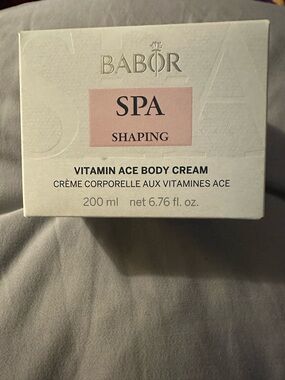 BABOR
SPA
SHAPING
VITAMIN ACE BODY CREAM
CRÈME CORPORELLE AUX VITAMINES ACE
200 ml net 6.76 fl. oz.